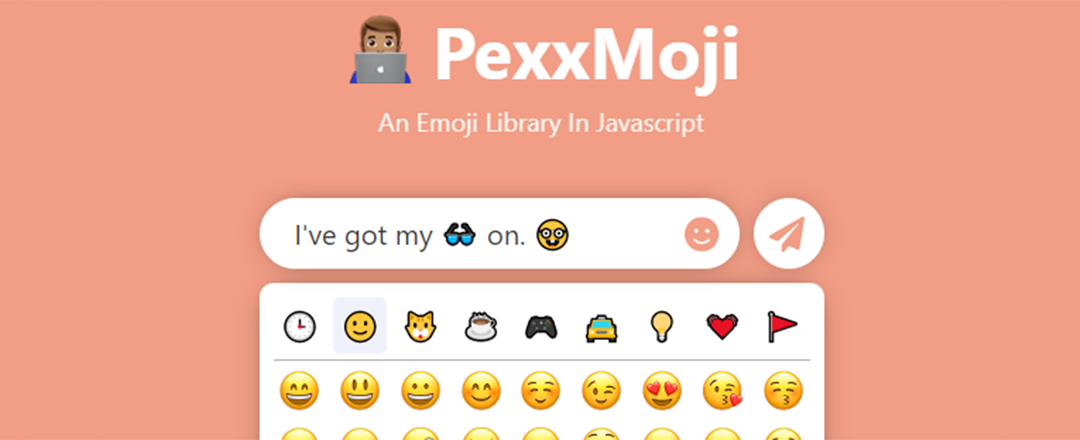 PexxMoji
An Emoji Library In Javascript
I've got my 🕶️ on. 🤓